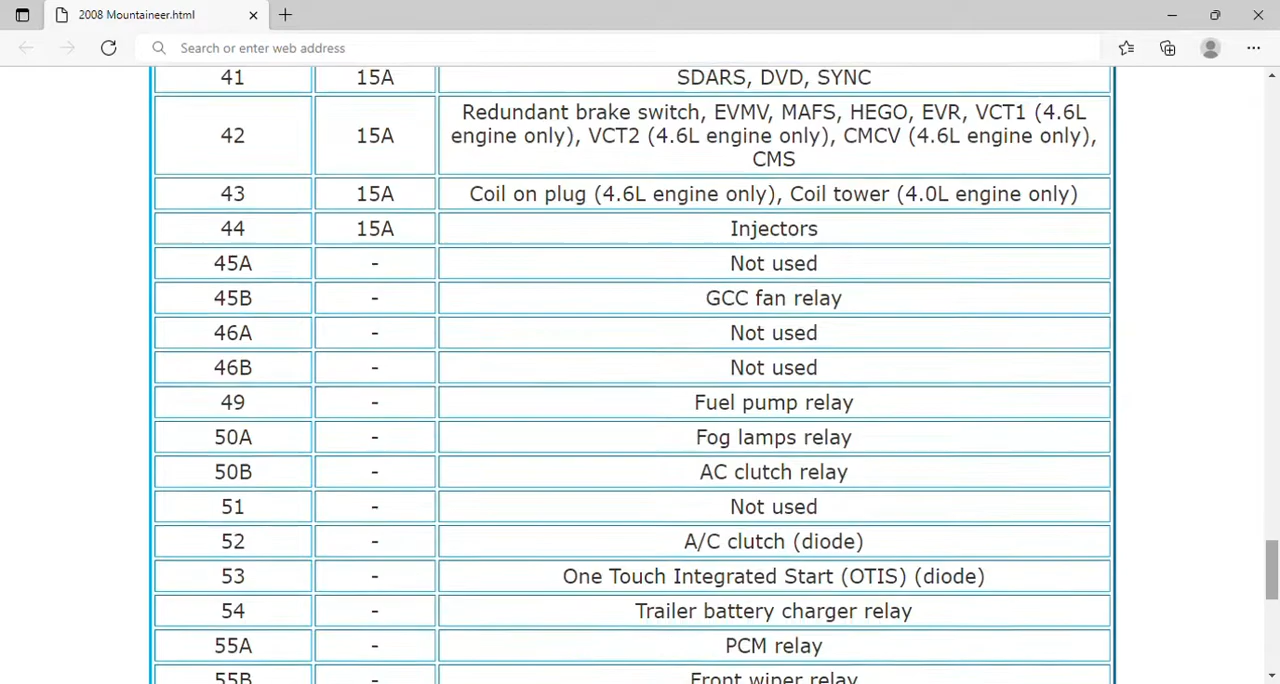 2008 Mountaineer.html
Search or enter web address
41 15A SDARS, DVD, SYNC
42 15A Redundant brake switch, EVMV, MAFS, HEGO, EVR, VCT1 (4.6L
engine only), VCT2 (4.6L engine only), CMCV (4.6L engine only),
CMS
43 15A Coil on plug (4.6L engine only), Coil tower (4.0L engine only)
44 15A Injectors
45A - Not used
45B - GCC fan relay
46A - Not used
46B - Not used
49 - Fuel pump relay
50A - Fog lamps relay
50B - AC clutch relay
51 - Not used
52 - A/C clutch (diode)
53 - One Touch Integrated Start (OTIS) (diode)
54 - Trailer battery charger relay
55A - PCM relay
55B - Front wiper relay